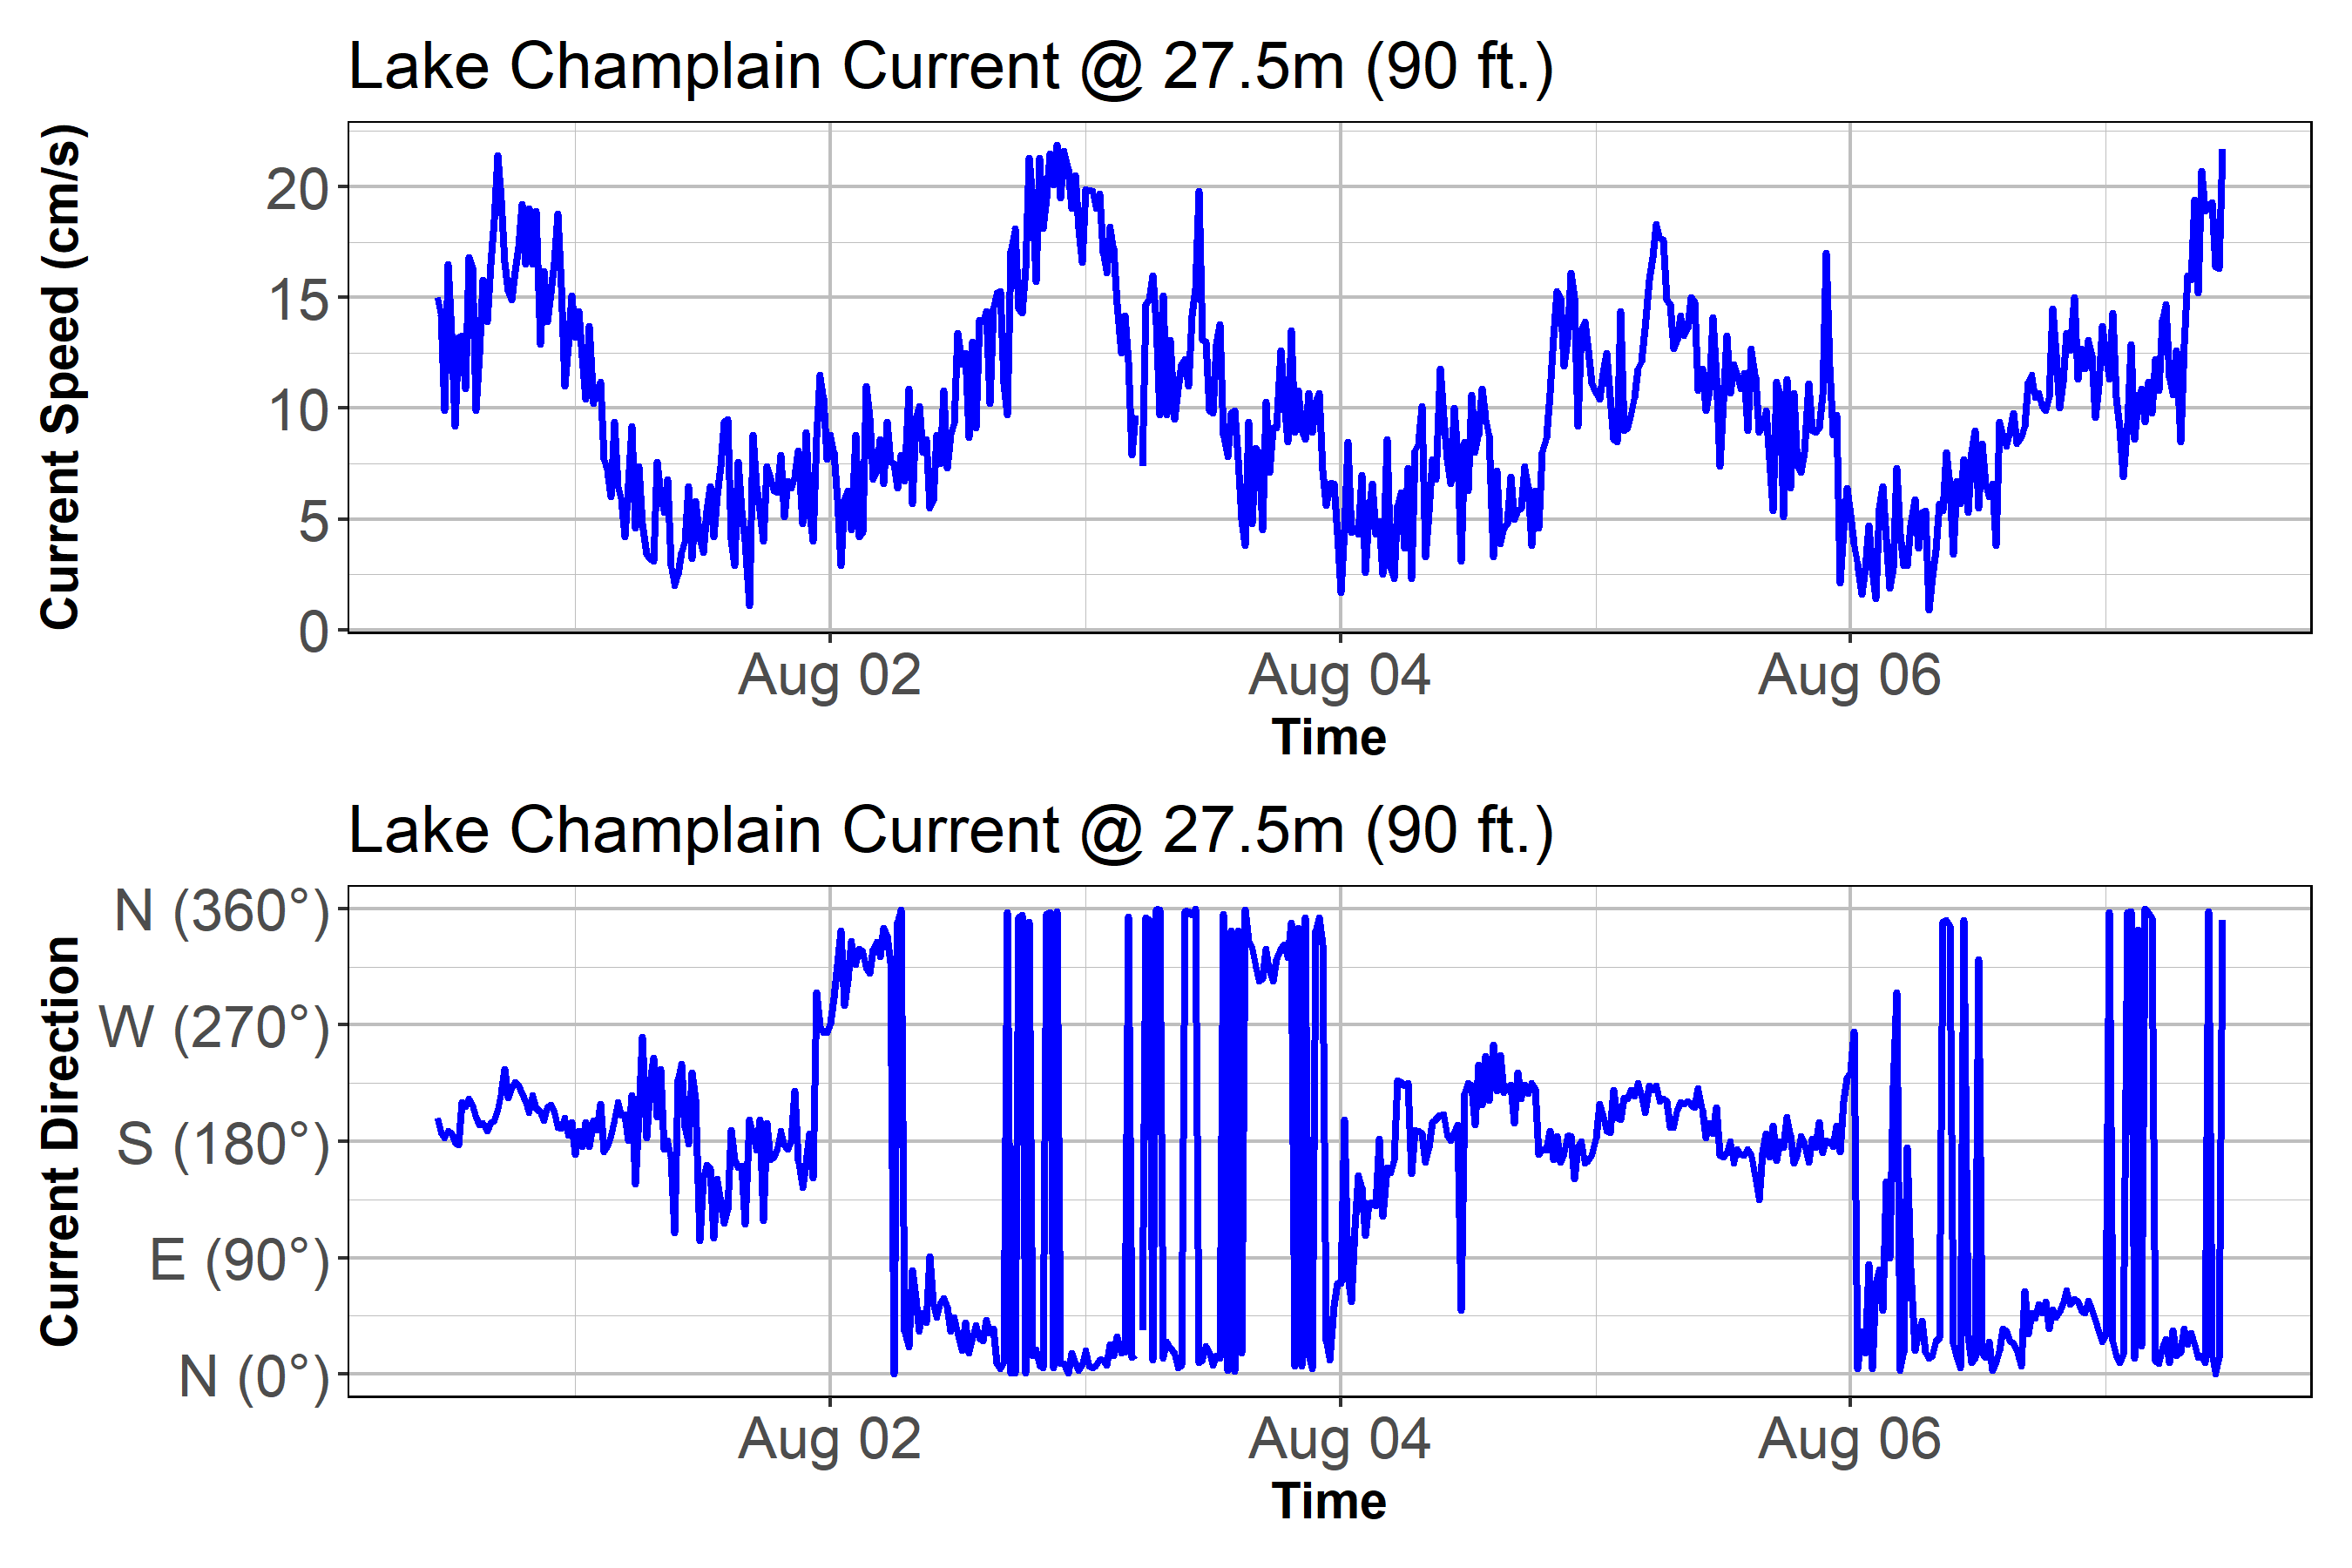 Lake Champlain Current @ 27.5m (90 ft.)
Current Speed (cm/s)
20
15
10
5
0
Aug 02
Aug 04
Aug 06
Time
Lake Champlain Current @ 27.5m (90 ft.)
Current Direction
N (360°)
W (270°)
S (180°)
E (90°)
N (0°)
Aug 02
Aug 04
Aug 06
Time